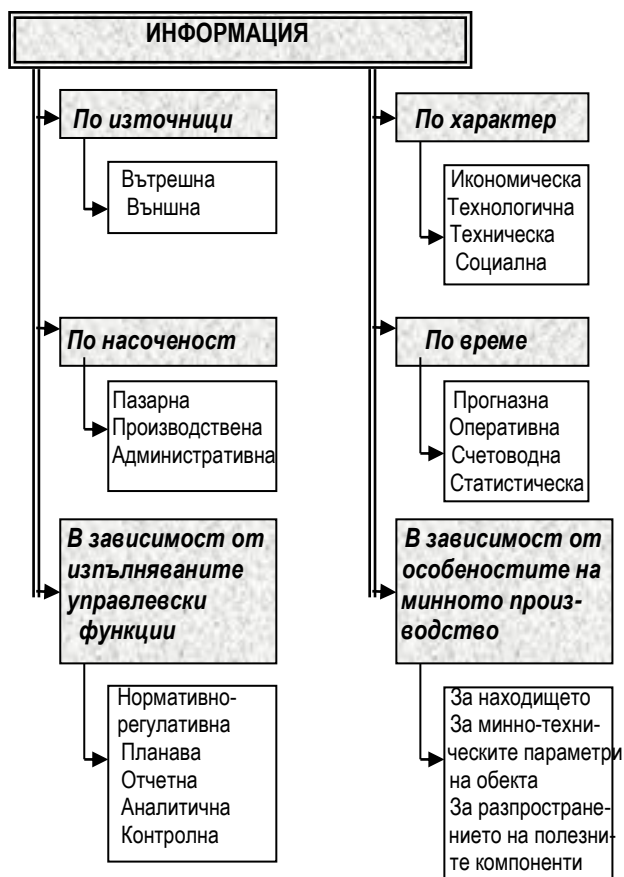 ИНФОРМАЦИЯ
По източници
Вътрешна
Външна
По насоченост
Пазарна
Производствена
Административна
В зависимост от
изпълняваните
управлевски
функции
Нормативно-
регулативна
Планава
Отчетна
Аналитична
Контролна
По характер
Икономическа
Технологична
Техническа
Социална
По време
Прогнозна
Оперативна
Счетоводна
Статистическа
В зависимост от
особеностите на
минното произ-
водство
За находището
За минно-техни-
ческите параметри
на обекта
За разпростране-
нието на полезни-
те компоненти